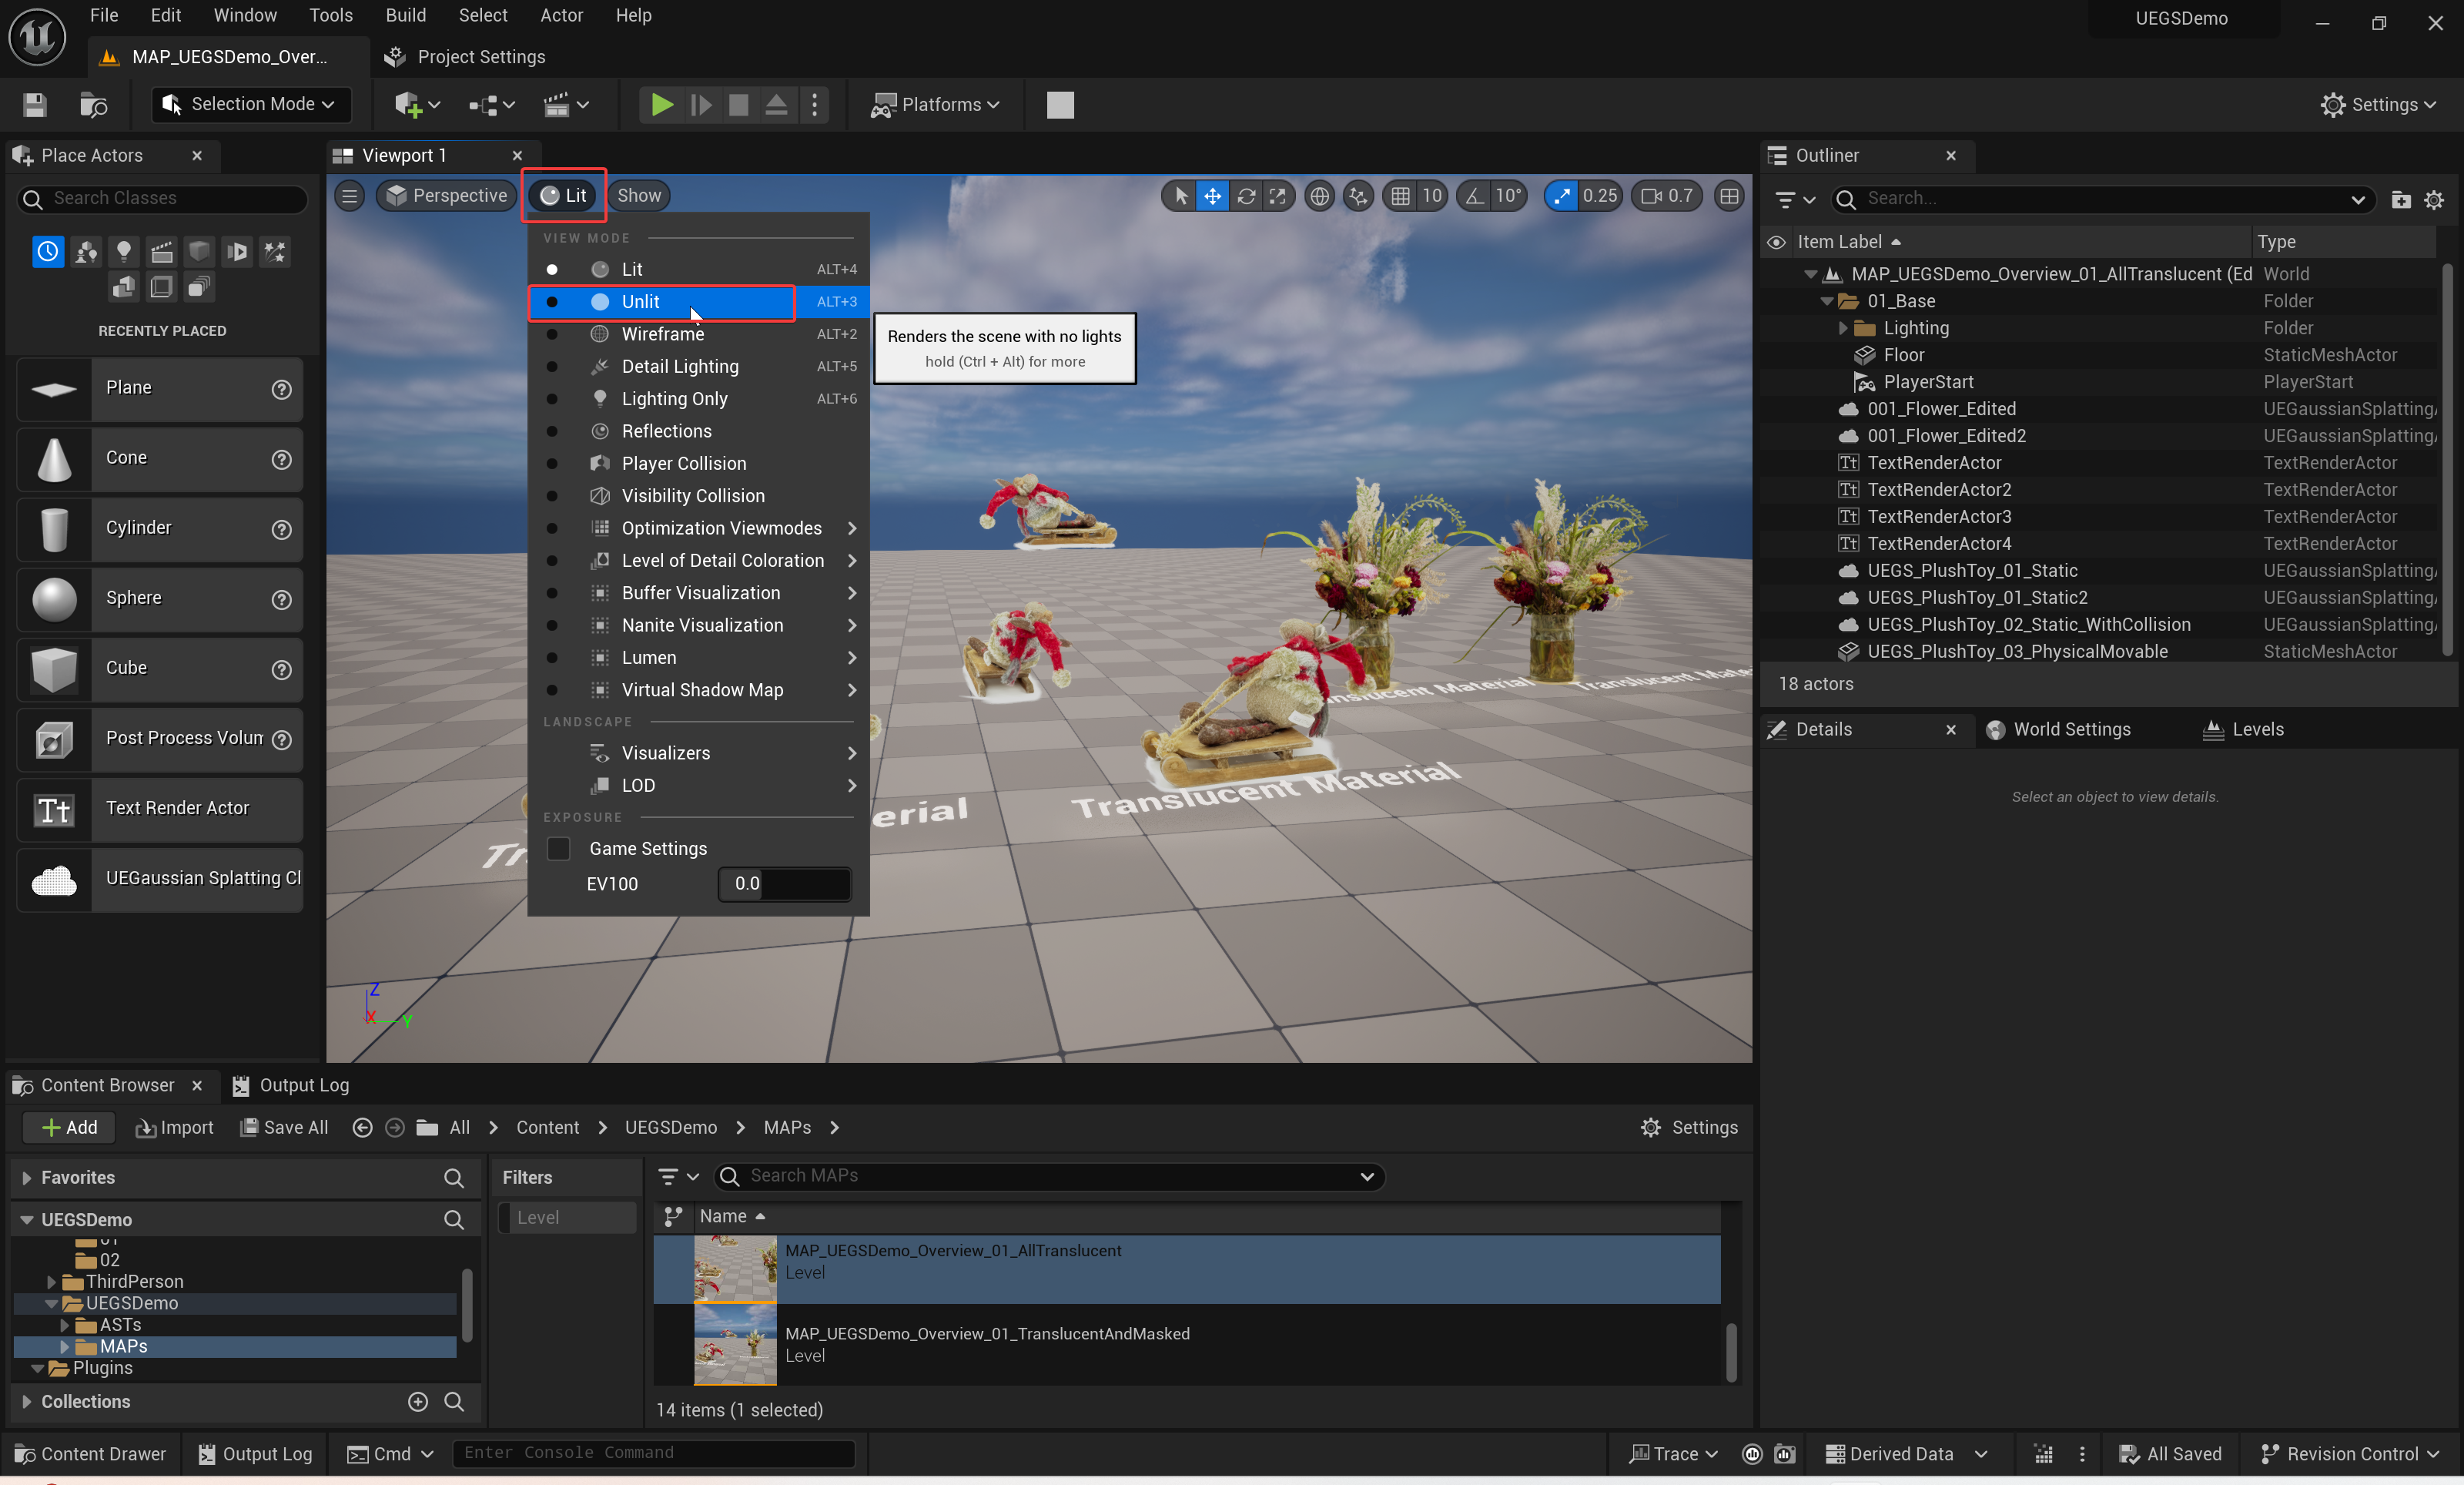 File Edit Window Tools Build Select Actor Help
UEGSDemo
MAP_UEGSDemo_Over...
Project Settings
Selection Mode
Platforms
Settings
Place Actors
Search Classes
RECENTLY PLACED
Plane
Cone
Cylinder
Sphere
Cube
Post Process Volum
Text Render Actor
UEGaussian Splatting Cl
Viewport 1
Perspective
Lit
Show
10
10°
0.25
0.7
VIEW MODE
Lit ALT+4
Unlit ALT+3
Wireframe ALT+2
Detail Lighting ALT+5
Lighting Only ALT+6
Reflections
Player Collision
Visibility Collision
Optimization Viewmodes
Level of Detail Coloration
Buffer Visualization
Nanite Visualization
Lumen
Virtual Shadow Map
LANDSCAPE
Visualizers
LOD
EXPOSURE
Game Settings
EV100 0.0
Renders the scene with no lights
hold (Ctrl + Alt) for more
nslucent Material
Translucent Mate
Translucent Material
erial
Tr
Z
X
Y
Outliner
Search...
Item Label Type
MAP_UEGSDemo_Overview_01_AllTranslucent (Ed World
01_Base Folder
Lighting Folder
Floor StaticMeshActor
PlayerStart PlayerStart
001_Flower_Edited UEGaussianSplatting
001_Flower_Edited2 UEGaussianSplatting
TextRenderActor TextRenderActor
TextRenderActor2 TextRenderActor
TextRenderActor3 TextRenderActor
TextRenderActor4 TextRenderActor
UEGS_PlushToy_01_Static UEGaussianSplatting
UEGS_PlushToy_01_Static2 UEGaussianSplatting
UEGS_PlushToy_02_Static_WithCollision UEGaussianSplatting
UEGS_PlushToy_03_PhysicalMovable StaticMeshActor
18 actors
Details
World Settings
Levels
Select an object to view details.
Content Browser
Output Log
Add
Import
Save All
All > Content > UEGSDemo > MAPs >
Settings
Favorites
UEGSDemo
01
02
ThirdPerson
UEGSDemo
ASTs
MAPs
Plugins
Collections
Filters
Level
Search MAPs
Name
MAP_UEGSDemo_Overview_01_AllTranslucent
Level
MAP_UEGSDemo_Overview_01_TranslucentAndMasked
Level
14 items (1 selected)
Content Drawer
Output Log
Cmd
Enter Console Command
Trace
Derived Data
All Saved
Revision Control